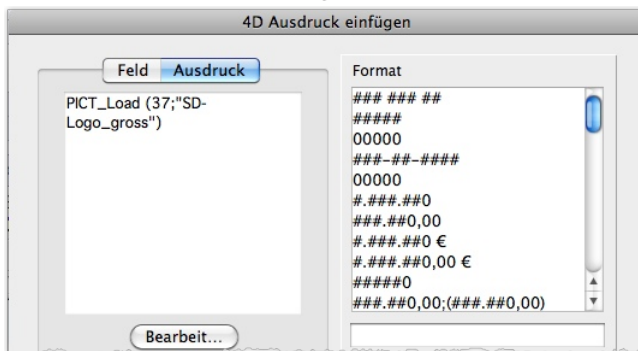 4D Ausdruck einfügen
Feld Ausdruck
PICT_Load (37;"SD-
Logo_gross")
Bearbeit...
Format
### ### ##
#####
00000
###-##-####
00000
#.###.##0
###.##0,00
#.###.##0 €
#.###.##0,00 €
#####0
###.##0,00;(###.##0,00)